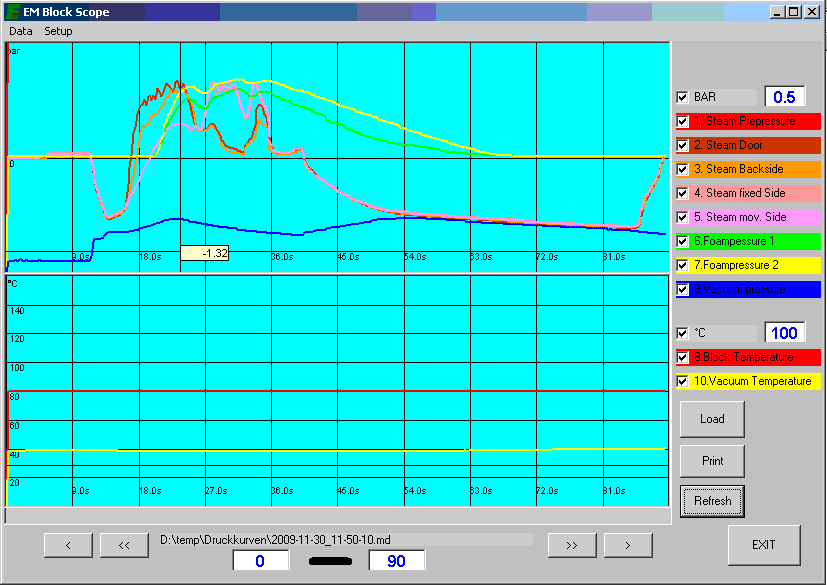 EM Block Scope
Data Setup
bar
0
9.0s 18.0s 36.0s 45.0s 54.0s 63.0s 72.0s 81.0s
-1.32
°C
140
120
100
80
60
40
20
9.0s 18.0s 27.0s 36.0s 45.0s 54.0s 63.0s 72.0s 81.0s
BAR 0.5
1. Steam Prepressure
2. Steam Door
3. Steam Backside
4. Steam fixed Side
5. Steam mov. Side
6.Foampessure 1
7.Foampressure 2
8.Vacuum pressure
°C 100
8.Block Temperature
10.Vacuum Temperature
Load
Print
Refresh
EXIT
< << D:\temp\Druckkurven\2009-11-30_11-50-10.md >> >
0 90